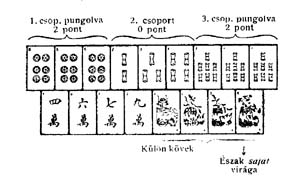 1. csop. pungolva 2. csoport 3. csop. pungolva
2 pont 0 pont 2 pont
四 六 七 九
萬 萬 萬 萬
Külön kövek
Észak saját
virága